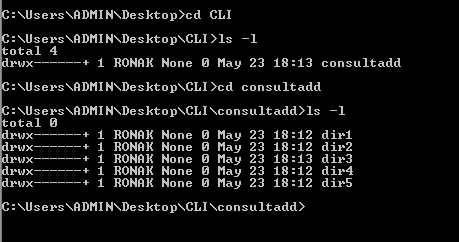 C:\Users\ADMIN\Desktop>cd CLI
C:\Users\ADMIN\Desktop\CLI>ls -l
total 4
drwx------+ 1 RONAK None 0 May 23 18:13 consultadd
C:\Users\ADMIN\Desktop\CLI>cd consultadd
C:\Users\ADMIN\Desktop\CLI\consultadd>ls -l
total 0
drwx------+ 1 RONAK None 0 May 23 18:12 dir1
drwx------+ 1 RONAK None 0 May 23 18:12 dir2
drwx------+ 1 RONAK None 0 May 23 18:13 dir3
drwx------+ 1 RONAK None 0 May 23 18:12 dir4
drwx------+ 1 RONAK None 0 May 23 18:12 dir5
C:\Users\ADMIN\Desktop\CLI\consultadd>